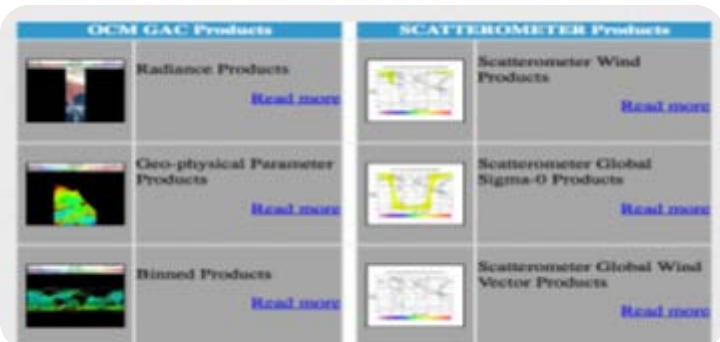 OCM GAC Products
Radiance Products
Read more
Geo-physical Parameter
Products
Read more
Binned Products
Read more
SCATTEROMETER Products
Scatterometer Wind
Products
Read more
Scatterometer Global
Sigma-0 Products
Read more
Scatterometer Global Wind
Vector Products
Read more